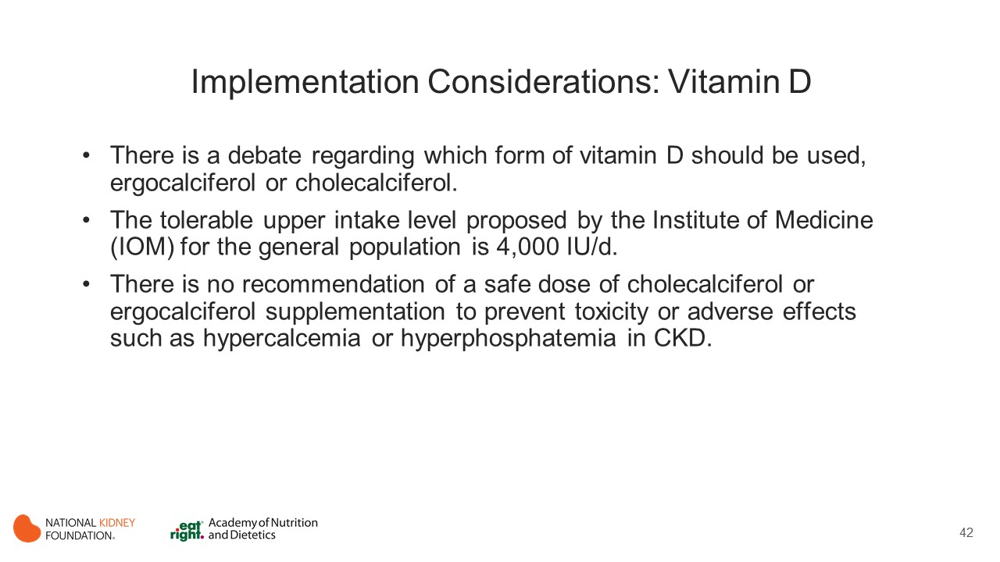 Implementation Considerations: Vitamin D
• There is a debate regarding which form of vitamin D should be used,
ergocalciferol or cholecalciferol.
• The tolerable upper intake level proposed by the Institute of Medicine
(IOM) for the general population is 4,000 IU/d.
• There is no recommendation of a safe dose of cholecalciferol or
ergocalciferol supplementation to prevent toxicity or adverse effects
such as hypercalcemia or hyperphosphatemia in CKD.
NATIONAL KIDNEY
FOUNDATION®
eat
right.
Academy of Nutrition
and Dietetics
42